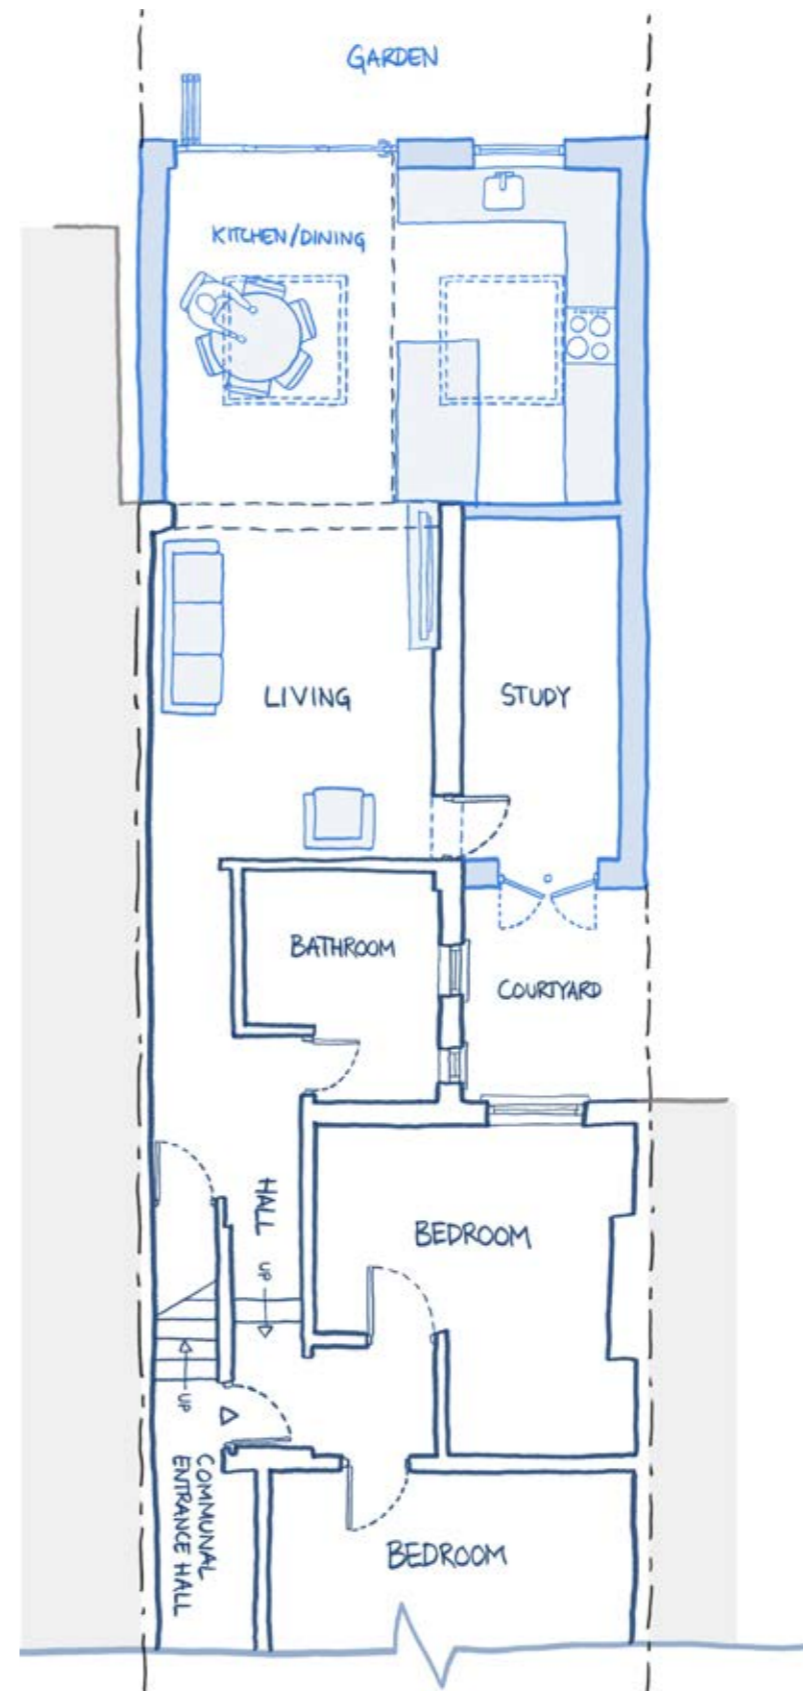 GARDEN
KITCHEN/DINING
LIVING
STUDY
BATHROOM
COURTYARD
HALL
UP
BEDROOM
UP
COMMUNAL
ENTRANCE HALL
BEDROOM